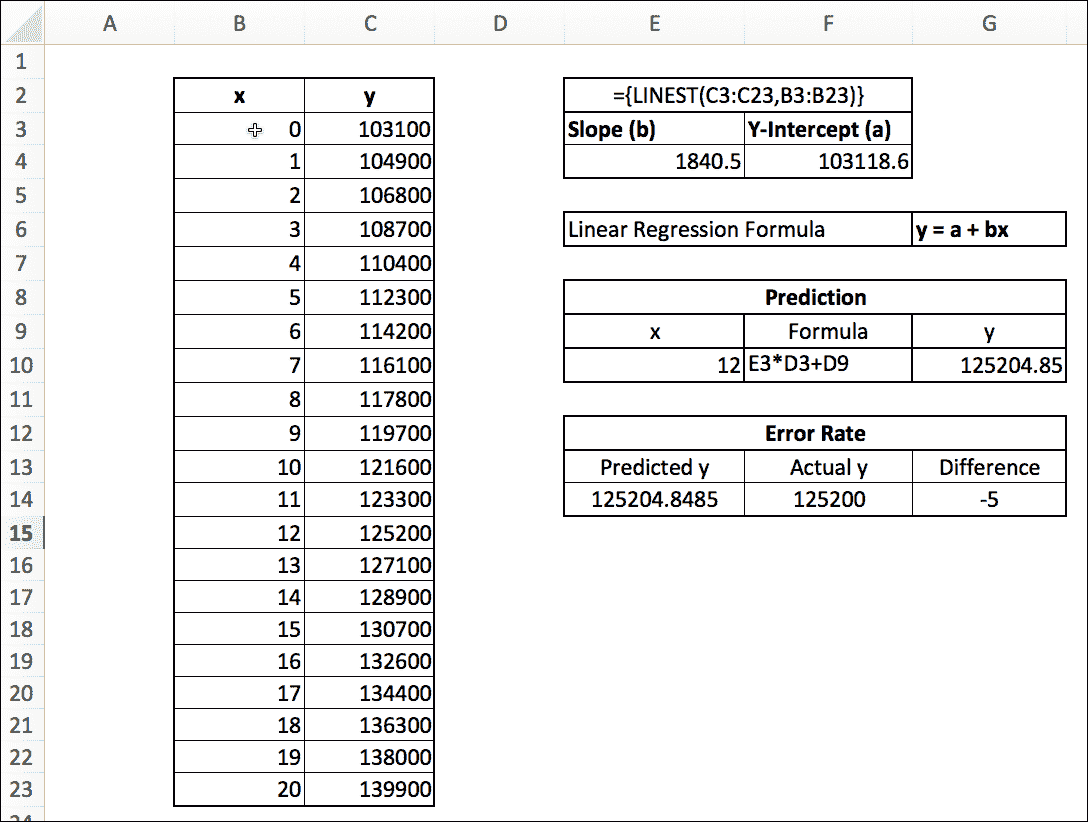 A B C D E F G
1
2 x y ={LINEST(C3:C23,B3:B23)}
3 0 103100 Slope (b) Y-Intercept (a)
4 1 104900 1840.5 103118.6
5 2 106800
6 3 108700 Linear Regression Formula y = a + bx
7 4 110400
8 5 112300 Prediction
9 6 114200 x Formula y
10 7 116100 12 E3*D3+D9 125204.85
11 8 117800
12 9 119700 Error Rate
13 10 121600 Predicted y Actual y Difference
14 11 123300 125204.8485 125200 -5
15 12 125200
16 13 127100
17 14 128900
18 15 130700
19 16 132600
20 17 134400
21 18 136300
22 19 138000
23 20 139900